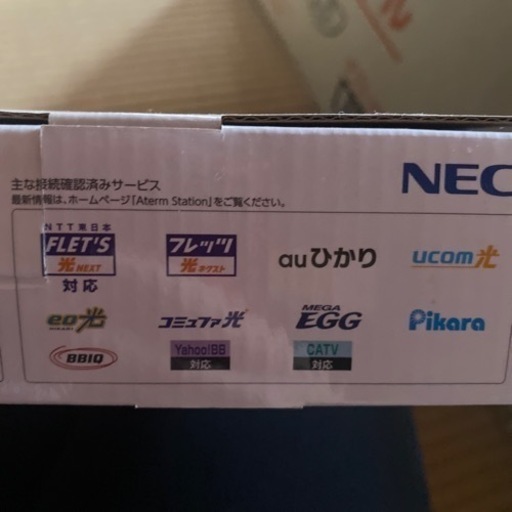 主な接続確認済みサービス
最新情報は、ホームページ「Aterm Station」をご覧ください。
NEC
NTT東日本
FLET'S
光NEXT
対応
フレッツ
光ネクスト
auひかり
UCOM光
eo光
コミュファ光
MEGA
EGG
Pikara
BBIQ
Yahoo!BB
対応
CATV
対応